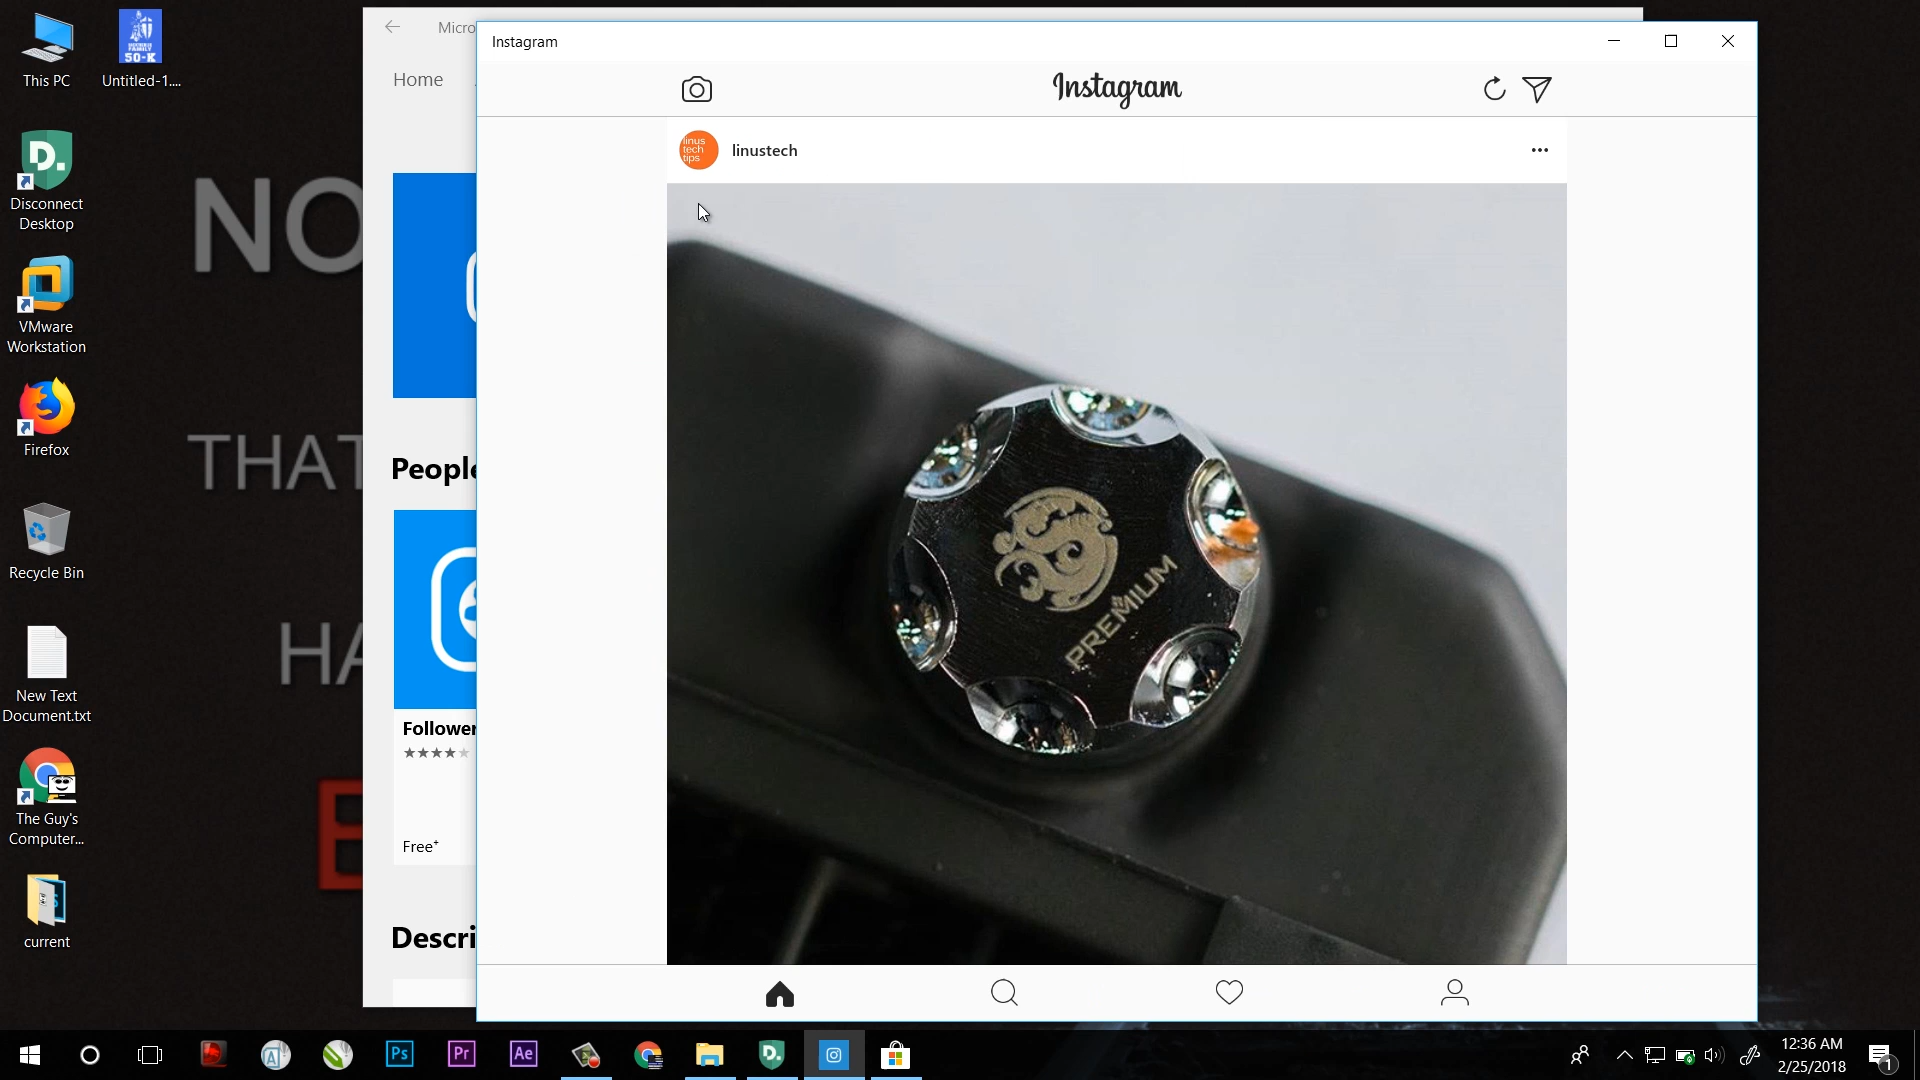 This PC
Untitled-1....
Disconnect
Desktop
VMware
Workstation
Firefox
Recycle Bin
New Text
Document.txt
The Guy's
Computer...
current
50-K
NO
THAT
HA
E
Micro
Home
People
Follower
Free+
Descri
Instagram
Instagram
linus
tech
tips
linustech
PREMIUM
Ps
Pr
Ae
D.
D.
12:36 AM
2/25/2018
1